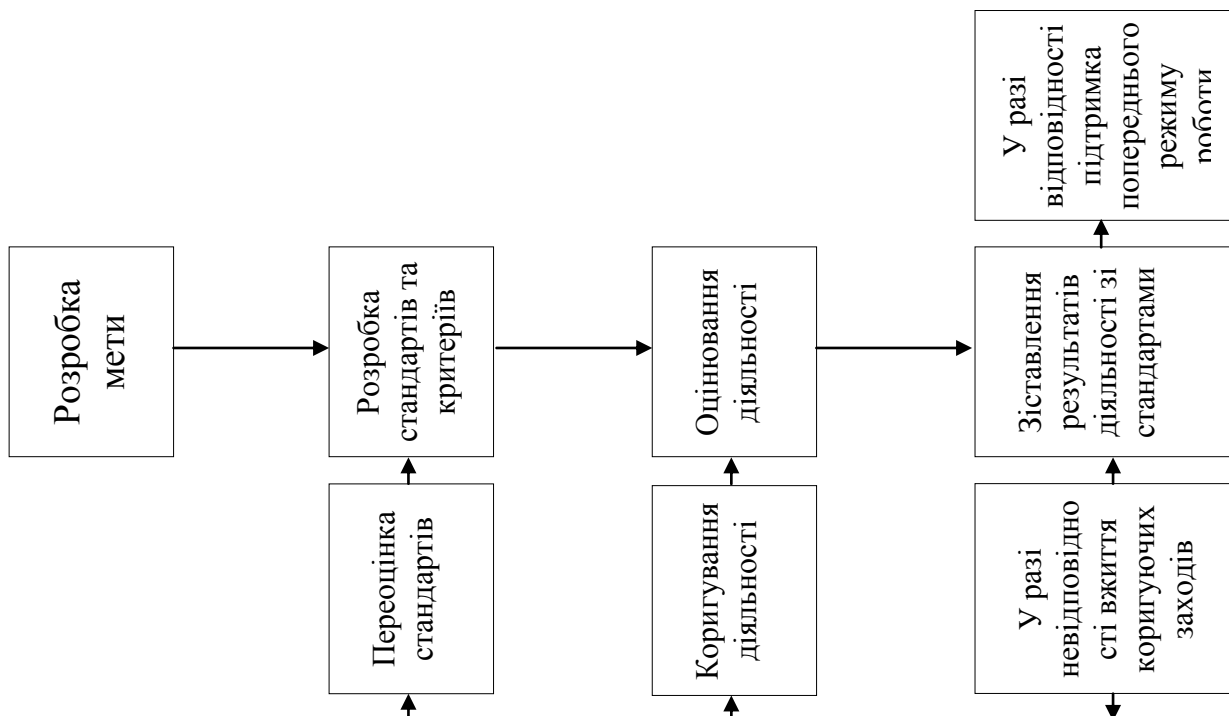 Розробка
мети
Розробка
стандартів та
критеріїв
Оцінювання
діяльності
Зіставлення
результатів
діяльності зі
стандартами
У разі
відповідності
підтримка
попереднього
режиму
роботи
Переоцінка
стандартів
Коригування
діяльності
У разі
невідповідно
сті вжиття
коригуючих
заходів